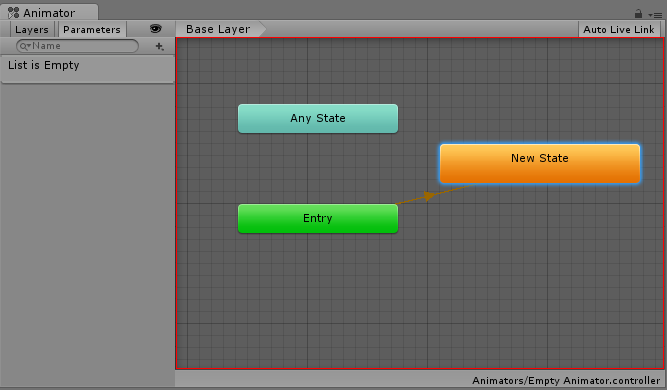 Animator
Layers Parameters
Base Layer
Auto Live Link
Name
List is Empty
Any State
New State
Entry
Animators/Empty Animator.controller